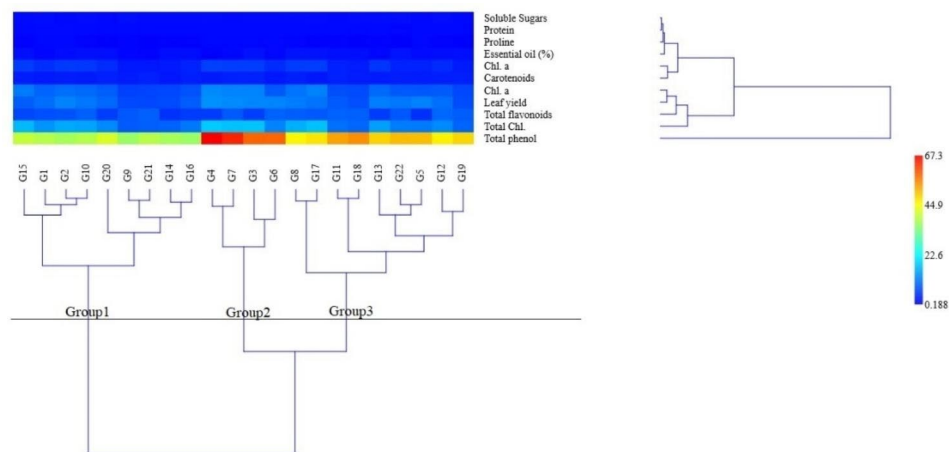 Soluble Sugars
Protein
Proline
Essential oil (%)
Chl. a
Carotenoids
Chl. a
Leaf yield
Total flavonoids
Total Chl.
Total phenol
67.3
44.9
22.6
0.188
G15
G1
G2
G10
G20
G9
G21
G14
G16
G4
G7
G3
G6
G8
G17
G11
G18
G13
G22
G5
G12
G19
Group1
Group2
Group3